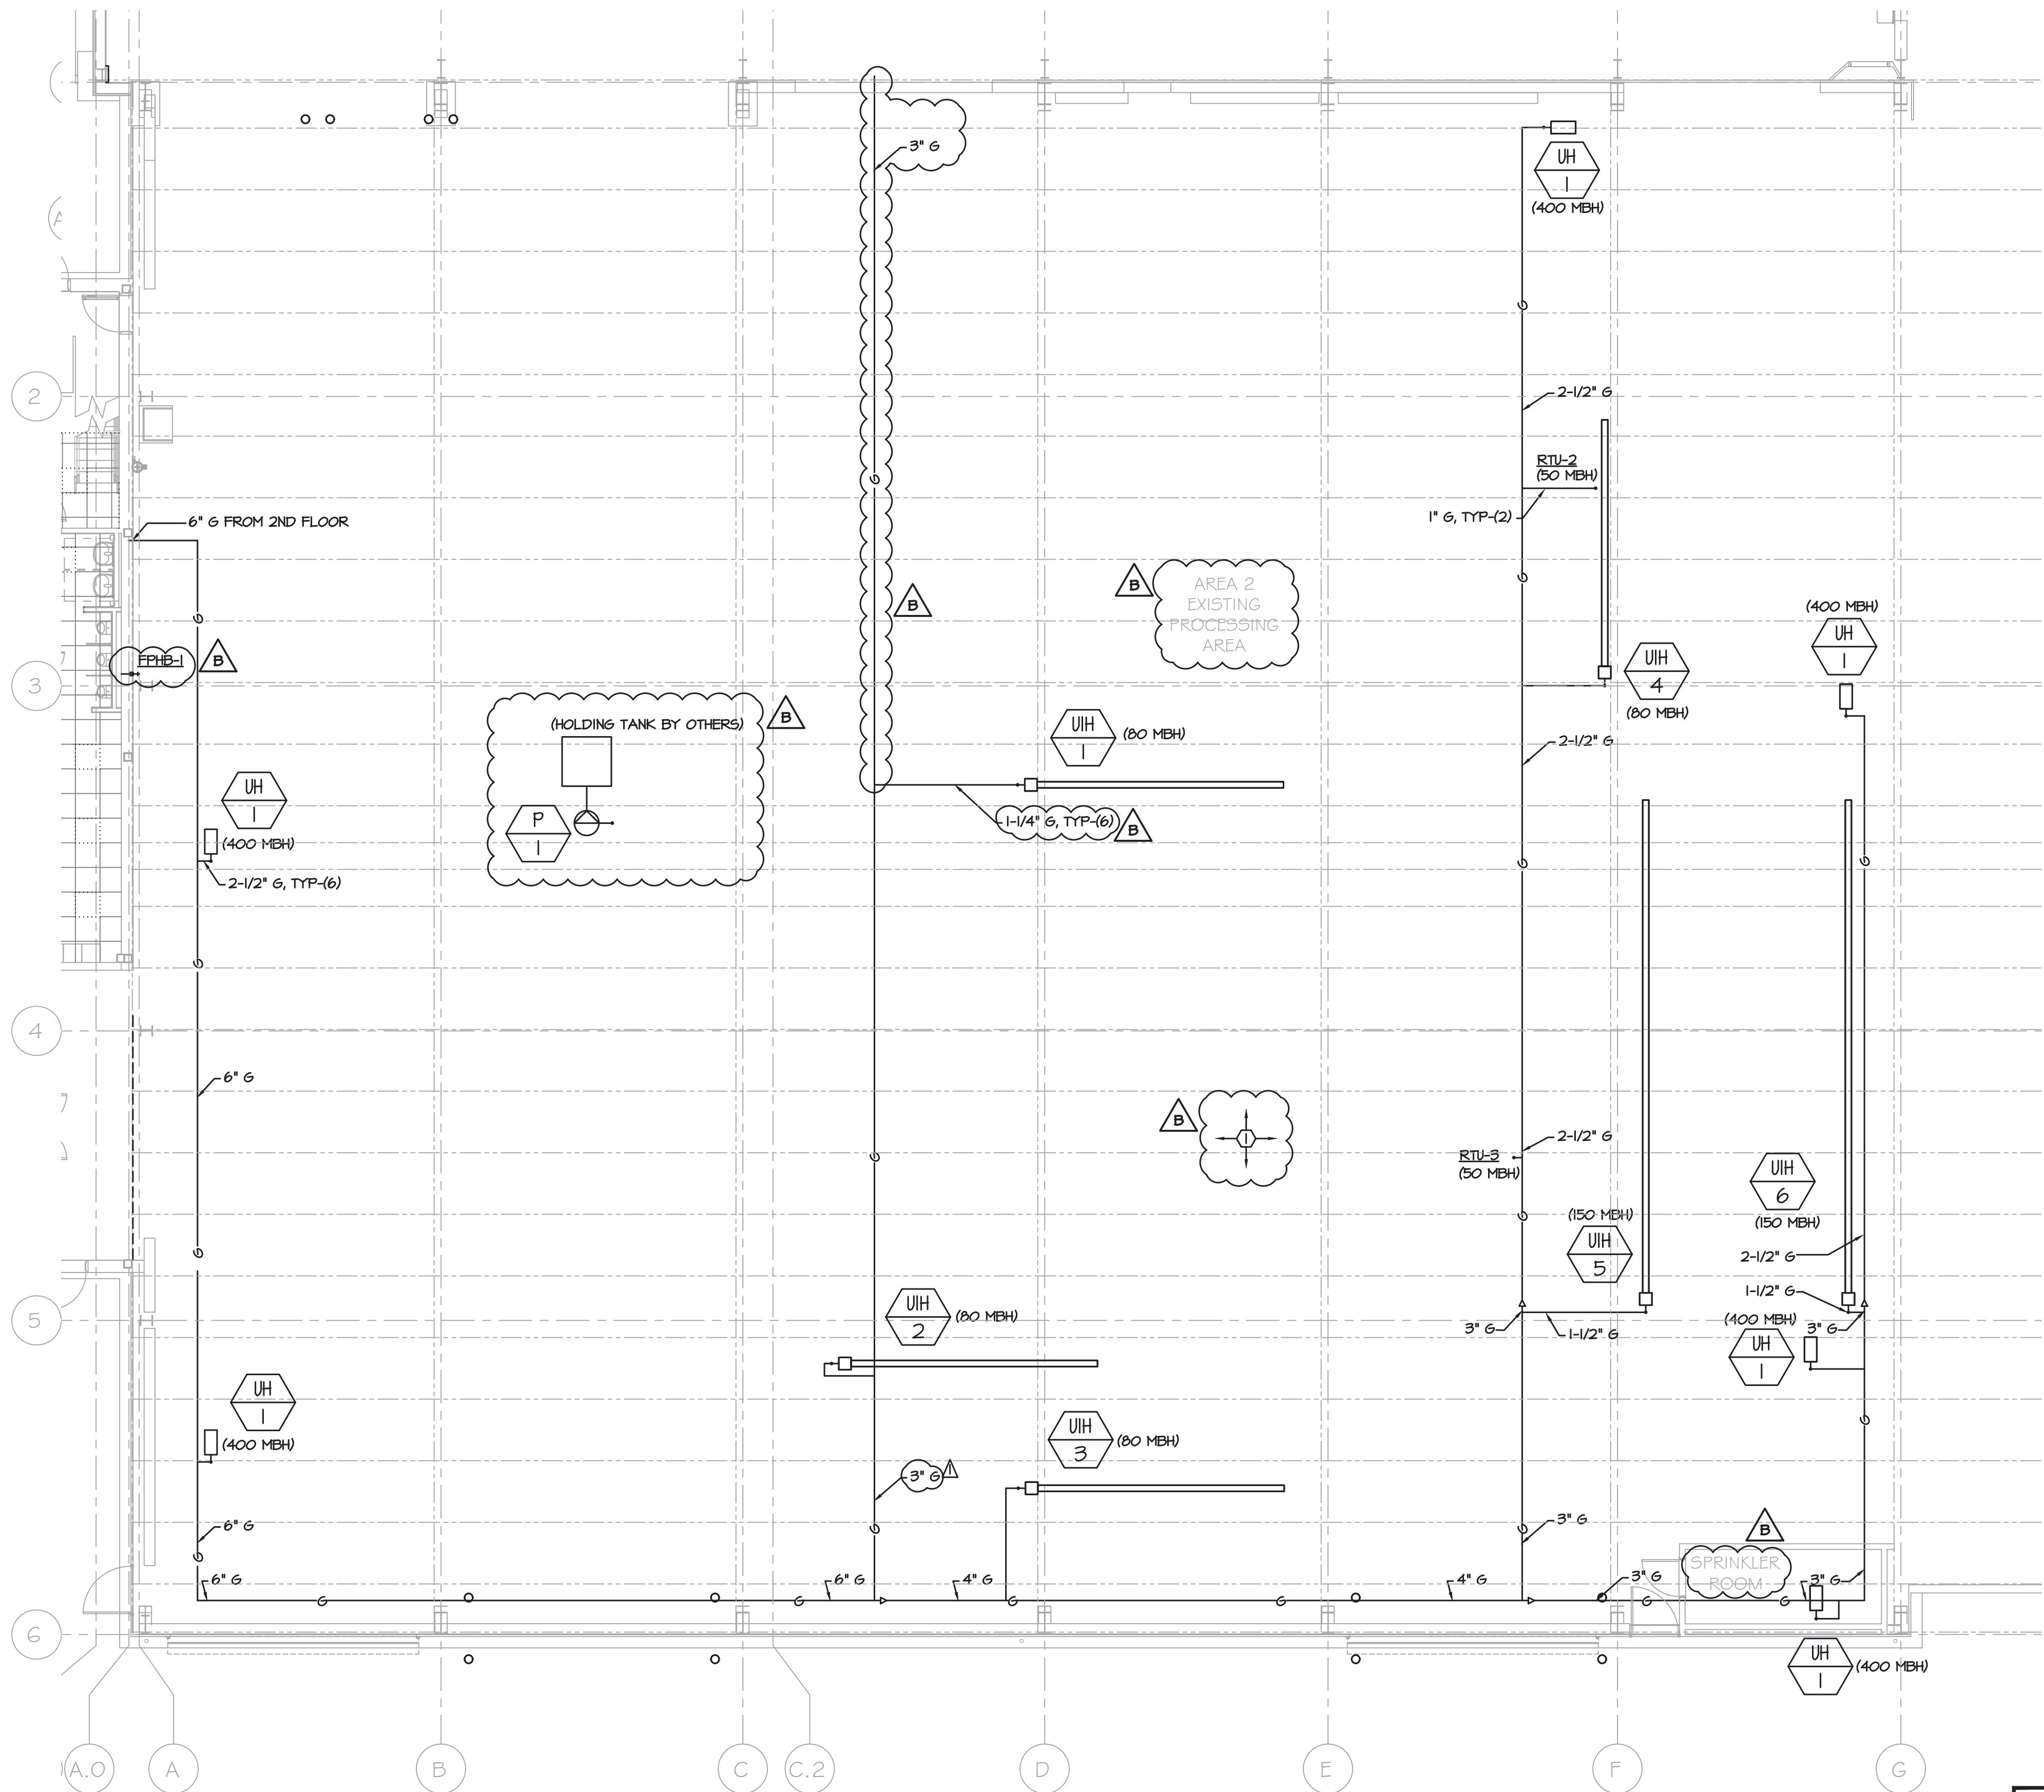 3" G
UH
1
(400 MBH)
G
2
2-1/2" G
RTU-2
(50 MBH)
G
1" G, TYP-(2)
6" G FROM 2ND FLOOR
G
B
AREA 2
EXISTING
PROCESSING
AREA
B
G
(400 MBH)
UH
1
G
FPHB-1
B
3
UIH
4
(80 MBH)
(HOLDING TANK BY OTHERS)
B
UIH
1
(80 MBH)
2-1/2" G
UH
1
(400 MBH)
2-1/2" G, TYP-(6)
P
1
1-1/4" G, TYP-(6)
B
G
G
G
4
6" G
B
1
2-1/2" G
RTU-3
(50 MBH)
G
UIH
6
(150 MBH)
G
(150 MBH)
UIH
5
G
2-1/2" G
1-1/2" G
5
UIH
2
(80 MBH)
3" G
1-1/2" G
(400 MBH)
UH
1
3" G
UH
1
(400 MBH)
UIH
3
(80 MBH)
G
3" G
1
6" G
G
G
G
3" G
B
SPRINKLER
ROOM
6" G
6" G
4" G
4" G
3" G
3" G
G
G
G
G
G
G
6
UH
1
(400 MBH)
A.0
A
B
C
C.2
D
E
F
G